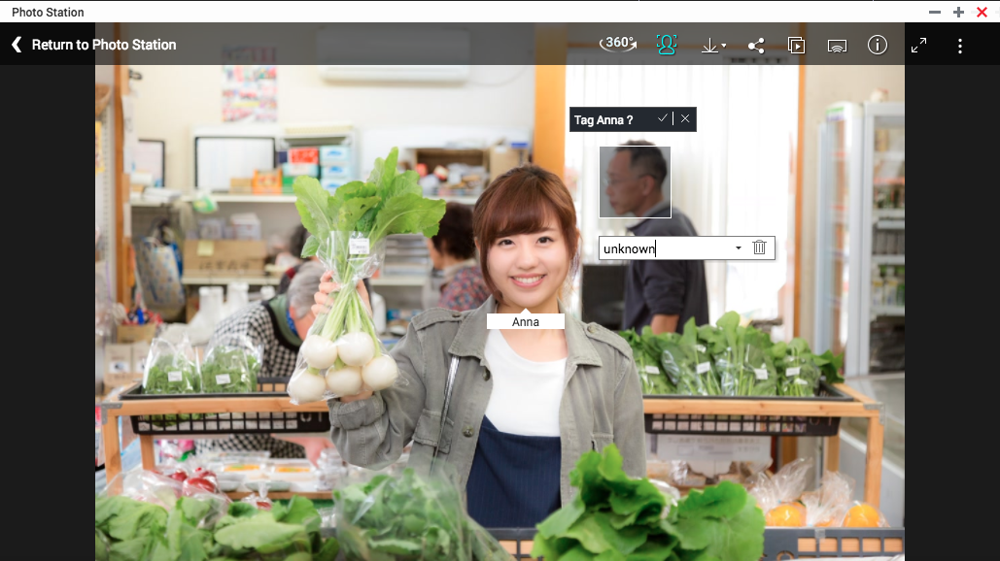 Photo Station
Return to Photo Station
360°
Tag Anna ?
unknown
Anna